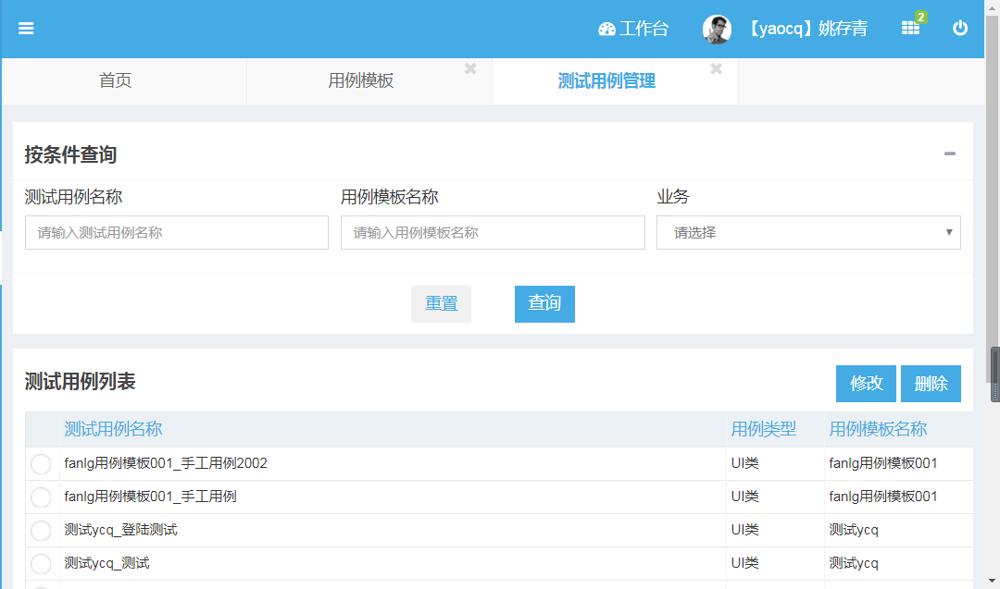 工作台 【yaocq】姚存青 2
首页 用例模板 测试用例管理
按条件查询
测试用例名称 用例模板名称 业务
请输入测试用例名称 请输入用例模板名称 请选择
重置 查询
测试用例列表 修改 删除
测试用例名称 用例类型 用例模板名称
fanlg用例模板001_手工用例2002 UI类 fanlg用例模板001
fanlg用例模板001_手工用例 UI类 fanlg用例模板001
测试ycq_登陆测试 UI类 测试ycq
测试ycq_测试 UI类 测试ycq